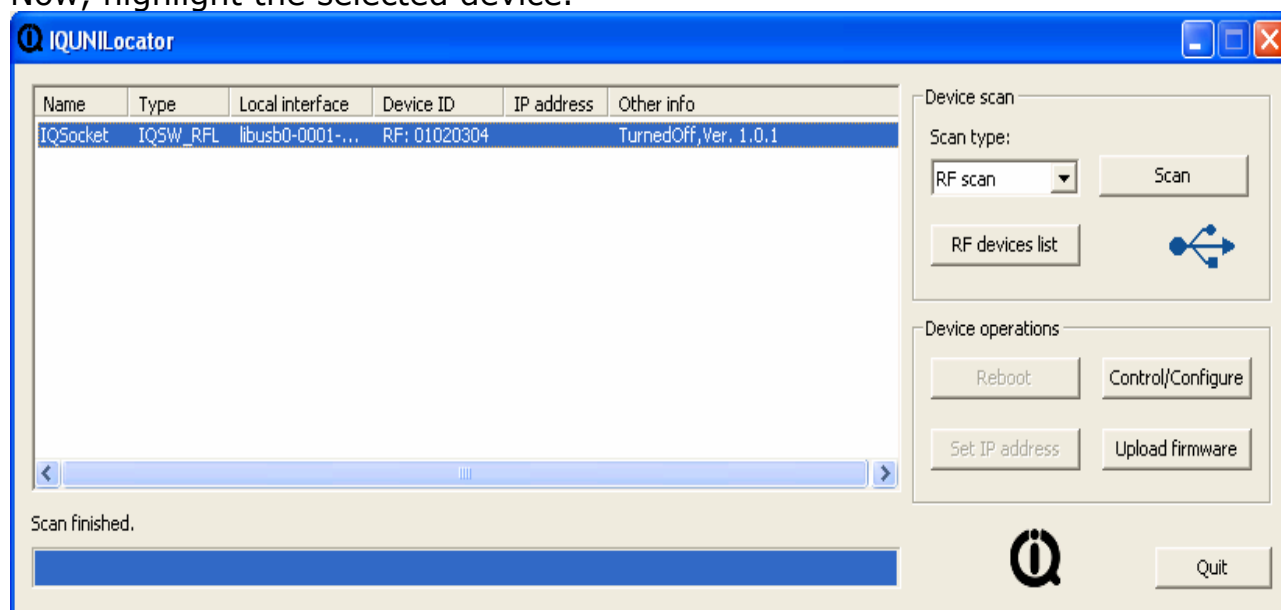 Now, highlight the selected device.
IQUNILocator
Name Type Local interface Device ID IP address Other info
IQSocket IQSW_RFL libusb0-0001-... RF: 01020304 TurnedOff,Ver. 1.0.1
Device scan
Scan type:
RF scan Scan
RF devices list
Device operations
Reboot Control/Configure
Set IP address Upload firmware
Scan finished.
Quit